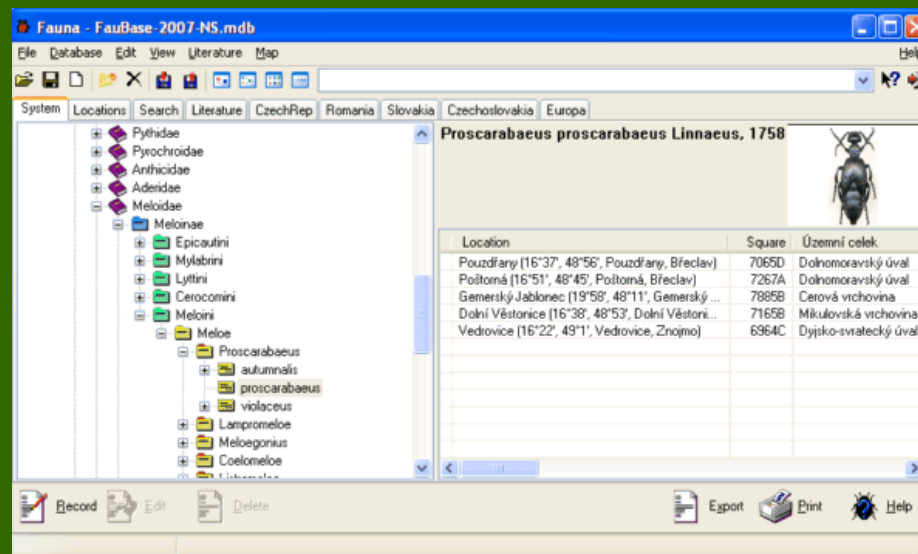 Fauna - FauBase-2007-NS.mdb
File Database Edit View Literature Map Help
System Locations Search Literature CzechRep Romania Slovakia Czechoslovakia Europa
Pythidae
Pyrochroidae
Anthicidae
Aderidae
Meloidae
Meloinae
Epicautini
Mylabrini
Lyttini
Cerocomini
Meloini
Meloe
Proscarabaeus
autumnalis
proscarabaeus
violaceus
Lampromeloe
Meloegonius
Coelomeloe
Proscarabaeus proscarabaeus Linnaeus, 1758
Location Square Územní celek
Pouzdřany (16°37', 48°56', Pouzdřany, Břeclav) 7065D Dolnomoravský úval
Poštorná (16°51', 48°45', Poštorná, Břeclav) 7267A Dolnomoravský úval
Gemerský Jablonec (19°58', 48°11', Gemerský ... 7885B Cerová vrchovina
Dolní Věstonice (16°38', 48°53', Dolní Věstoni... 7165B Mikulovská vrchovina
Vedrovice (16°22', 49°1', Vedrovice, Znojmo) 6964C Dyjsko-svratecký úval
Record Edit Delete Export Print Help